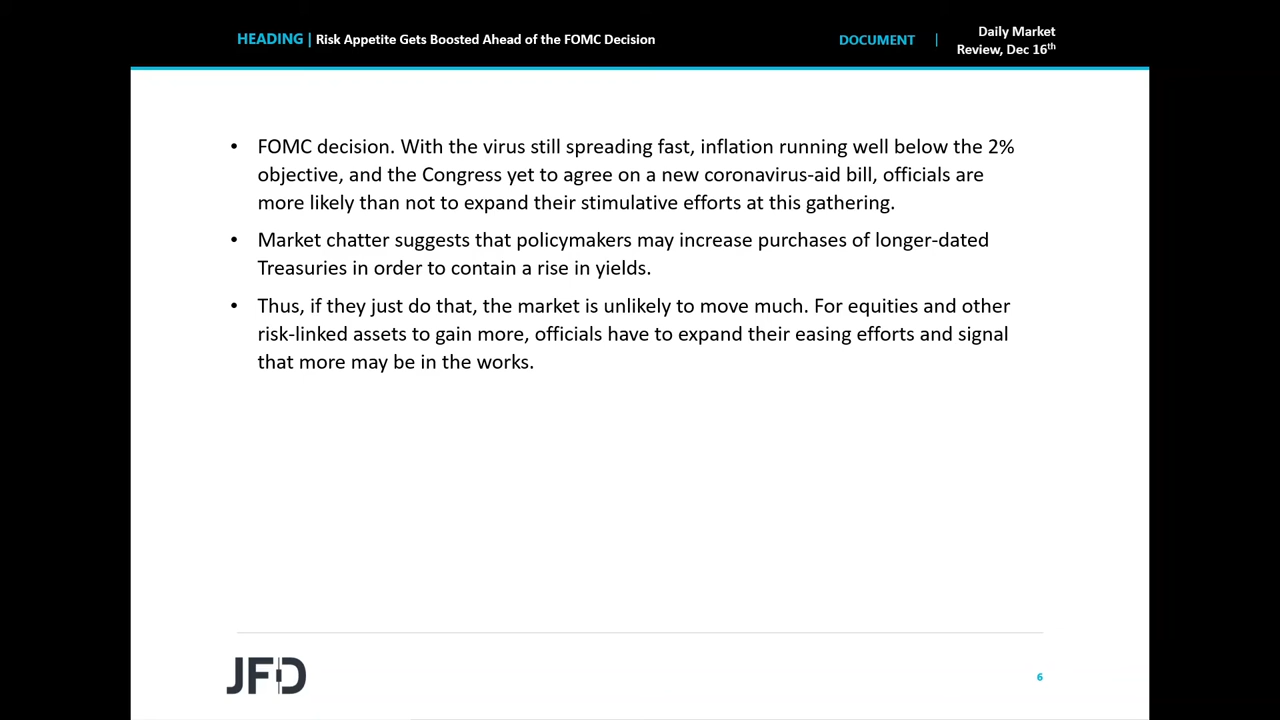 HEADING | Risk Appetite Gets Boosted Ahead of the FOMC Decision
DOCUMENT |
Daily Market
Review, Dec 16th
• FOMC decision. With the virus still spreading fast, inflation running well below the 2%
objective, and the Congress yet to agree on a new coronavirus-aid bill, officials are
more likely than not to expand their stimulative efforts at this gathering.
• Market chatter suggests that policymakers may increase purchases of longer-dated
Treasuries in order to contain a rise in yields.
• Thus, if they just do that, the market is unlikely to move much. For equities and other
risk-linked assets to gain more, officials have to expand their easing efforts and signal
that more may be in the works.
JFD
6